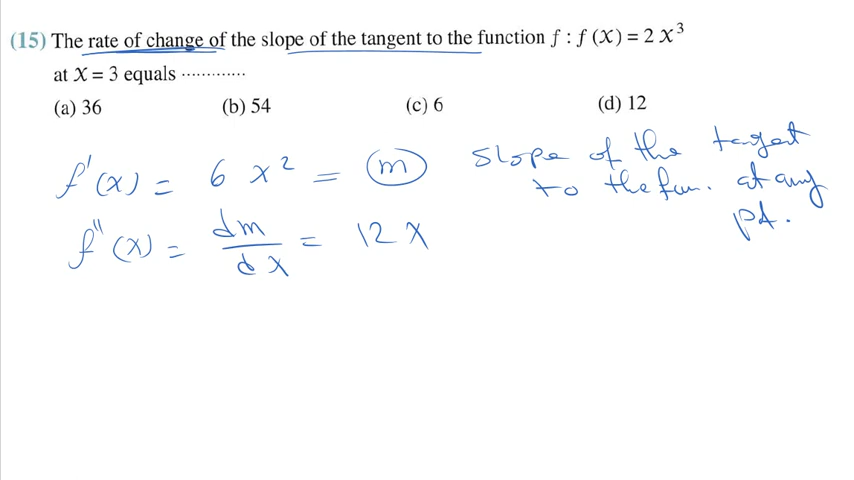 (15) The rate of change of the slope of the tangent to the function f : f (X) = 2 X³
at X = 3 equals ············
(a) 36 (b) 54 (c) 6 (d) 12
f'(x) = 6 x² = m slope of the tangent
to the fun. at any
pt.
f''(x) = dm/dx = 12 x